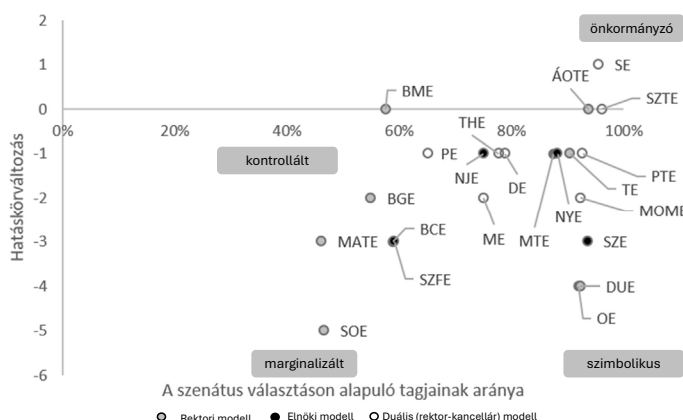 2
önkormányzó
1
SE
ÁOTE
BME
SZTE
0
0%
20%
40%
60%
80%
100%
THE
-1
kontrollált
PE
NJE
DE
PTE
TE
-2
BGE
NYE
MOME
ME
MTE
-3
MATE
BCE
SZE
SZFE
-4
DUE
OE
-5
SOE
marginalizált
szimbolikus
-6
Hatáskörváltozás
A szenátus választáson alapuló tagjainak aránya
Rektori modell
Elnöki modell
Duális (rektor-kancellár) modell